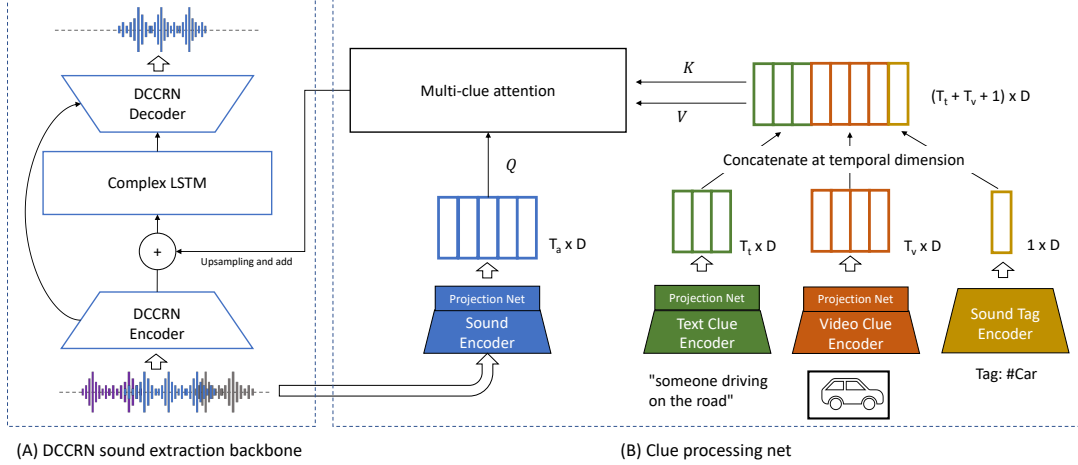 DCCRN
Decoder
Complex LSTM
+
Upsampling and add
DCCRN
Encoder
(A) DCCRN sound extraction backbone
Multi-clue attention
K
V
Q
(Tt + Tv + 1) x D
Concatenate at temporal dimension
Ta x D
Tt x D
Tv x D
1 x D
Projection Net
Sound
Encoder
Projection Net
Text Clue
Encoder
Projection Net
Video Clue
Encoder
Sound Tag
Encoder
"someone driving
on the road"
Tag: #Car
(B) Clue processing net